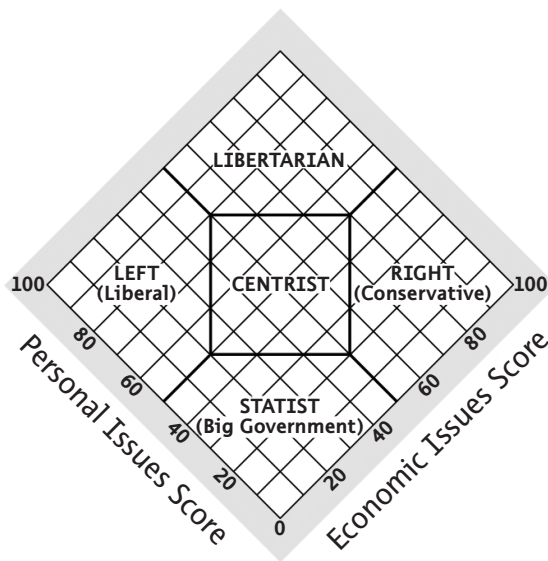 LIBERTARIAN
LEFT
(Liberal)
CENTRIST
RIGHT
(Conservative)
STATIST
(Big Government)
100
80
60
40
20
0
20
40
60
80
100
Personal Issues Score
Economic Issues Score